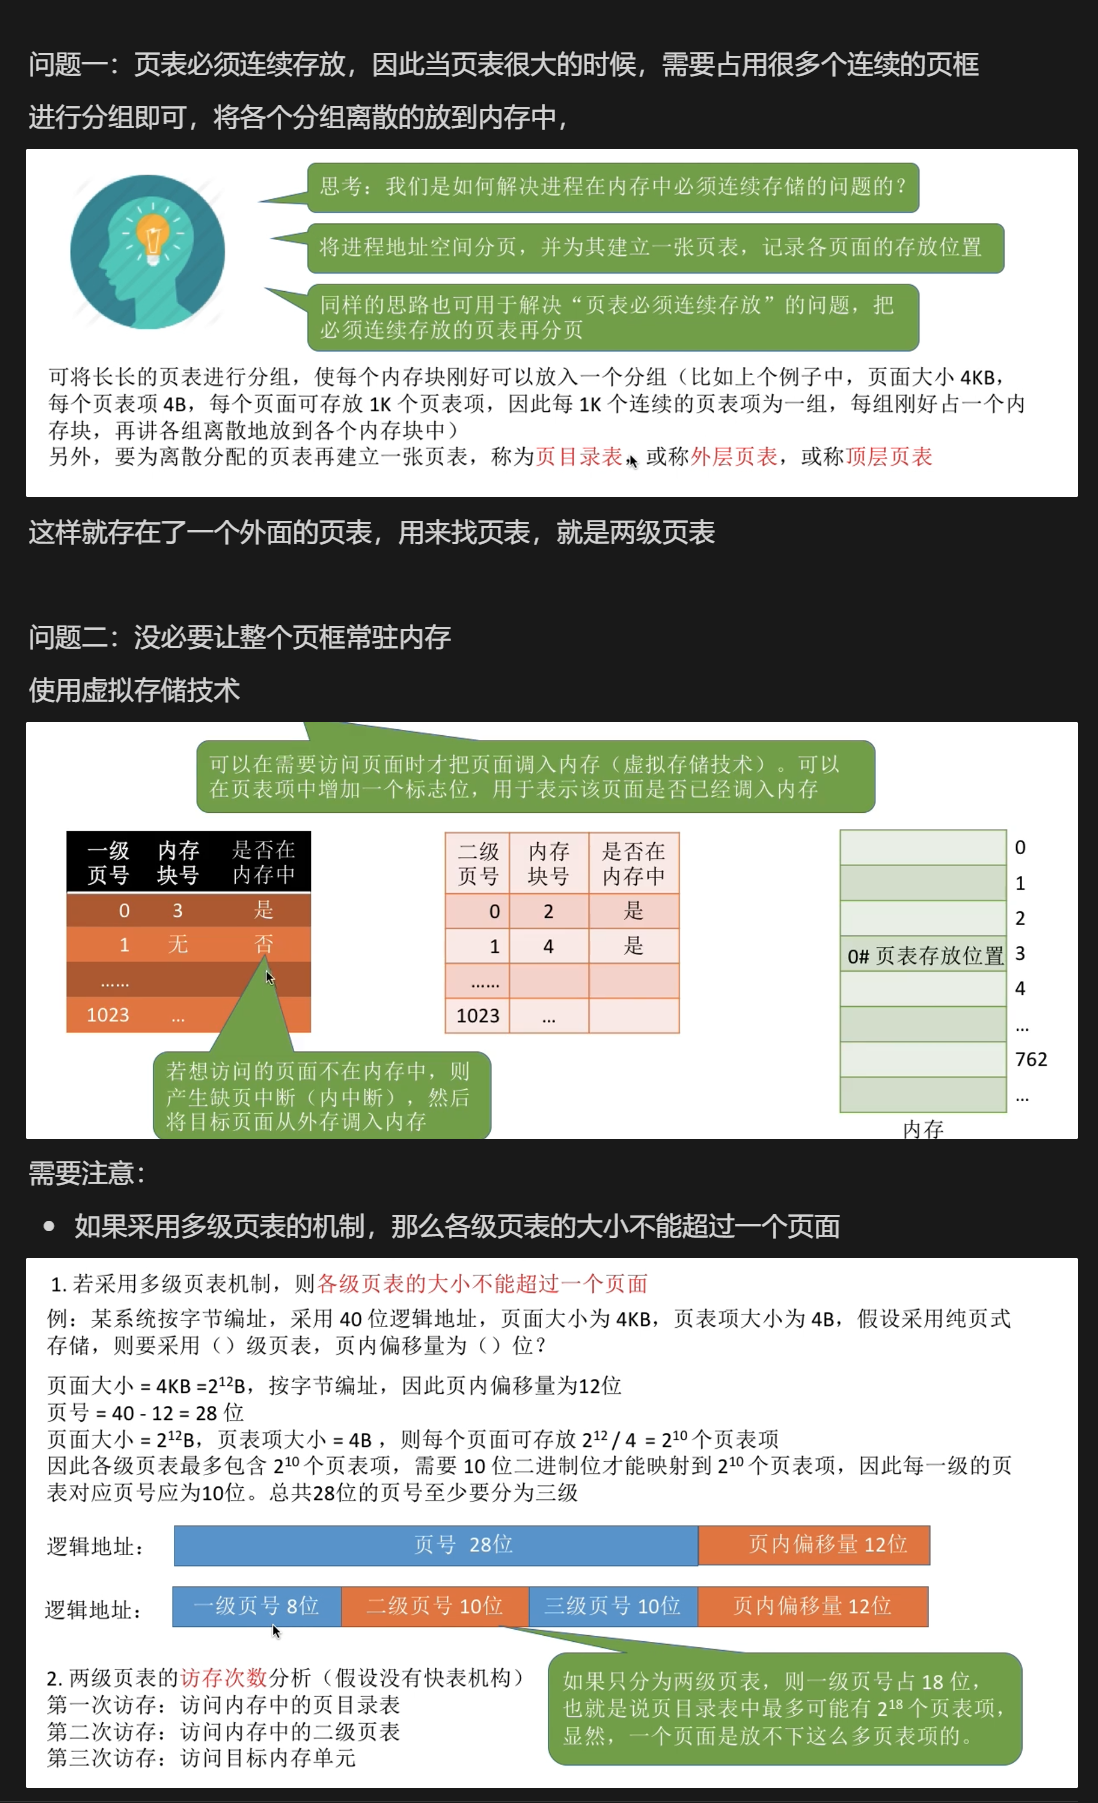 问题一：页表必须连续存放，因此当页表很大的时候，需要占用很多个连续的页框
进行分组即可，将各个分组离散的放到内存中，
思考：我们是如何解决进程在内存中必须连续存储的问题的？
将进程地址空间分页，并为其建立一张页表，记录各页面的存放位置
同样的思路也可用于解决“页表必须连续存放”的问题，把
必须连续存放的页表再分页
可将长长的页表进行分组，使每个内存块刚好可以放入一个分组（比如上个例子中，页面大小 4KB，
每个页表项 4B，每个页面可存放 1K 个页表项，因此每 1K 个连续的页表项为一组，每组刚好占一个内
存块，再讲各组离散地放到各个内存块中）
另外，要为离散分配的页表再建立一张页表，称为页目录表，或称外层页表，或称顶层页表
这样就存在了一个外面的页表，用来找页表，就是两级页表
问题二：没必要让整个页框常驻内存
使用虚拟存储技术
可以在需要访问页面时才把页面调入内存（虚拟存储技术）。可以
在页表项中增加一个标志位，用于表示该页面是否已经调入内存
一级 内存 是否在
页号 块号 内存中
0 3 是
1 无 否
......
1023 ...
若想访问的页面不在内存中，则
产生缺页中断（内中断），然后
将目标页面从外存调入内存
二级 内存 是否在
页号 块号 内存中
0 2 是
1 4 是
......
1023 ...
0
1
2
0# 页表存放位置 3
4
...
762
...
内存
需要注意：
• 如果采用多级页表的机制，那么各级页表的大小不能超过一个页面
1. 若采用多级页表机制，则各级页表的大小不能超过一个页面
例：某系统按字节编址，采用 40 位逻辑地址，页面大小为 4KB，页表项大小为 4B，假设采用纯页式
存储，则要采用（）级页表，页内偏移量为（）位？
页面大小 = 4KB =2¹²B，按字节编址，因此页内偏移量为12位
页号 = 40 - 12 = 28 位
页面大小 = 2¹²B，页表项大小 = 4B ，则每个页面可存放 2¹² / 4 = 2¹⁰ 个页表项
因此各级页表最多包含 2¹⁰ 个页表项，需要 10 位二进制位才能映射到 2¹⁰ 个页表项，因此每一级的页
表对应页号应为10位。总共28位的页号至少要分为三级
逻辑地址： 页号 28位 页内偏移量 12位
逻辑地址： 一级页号 8位 二级页号 10位 三级页号 10位 页内偏移量 12位
2. 两级页表的访存次数分析（假设没有快表机构）
第一次访存：访问内存中的页目录表
第二次访存：访问内存中的二级页表
第三次访存：访问目标内存单元
如果只分为两级页表，则一级页号占 18 位，
也就是说页目录表中最多可能有 2¹⁸ 个页表项，
显然，一个页面是放不下这么多页表项的。